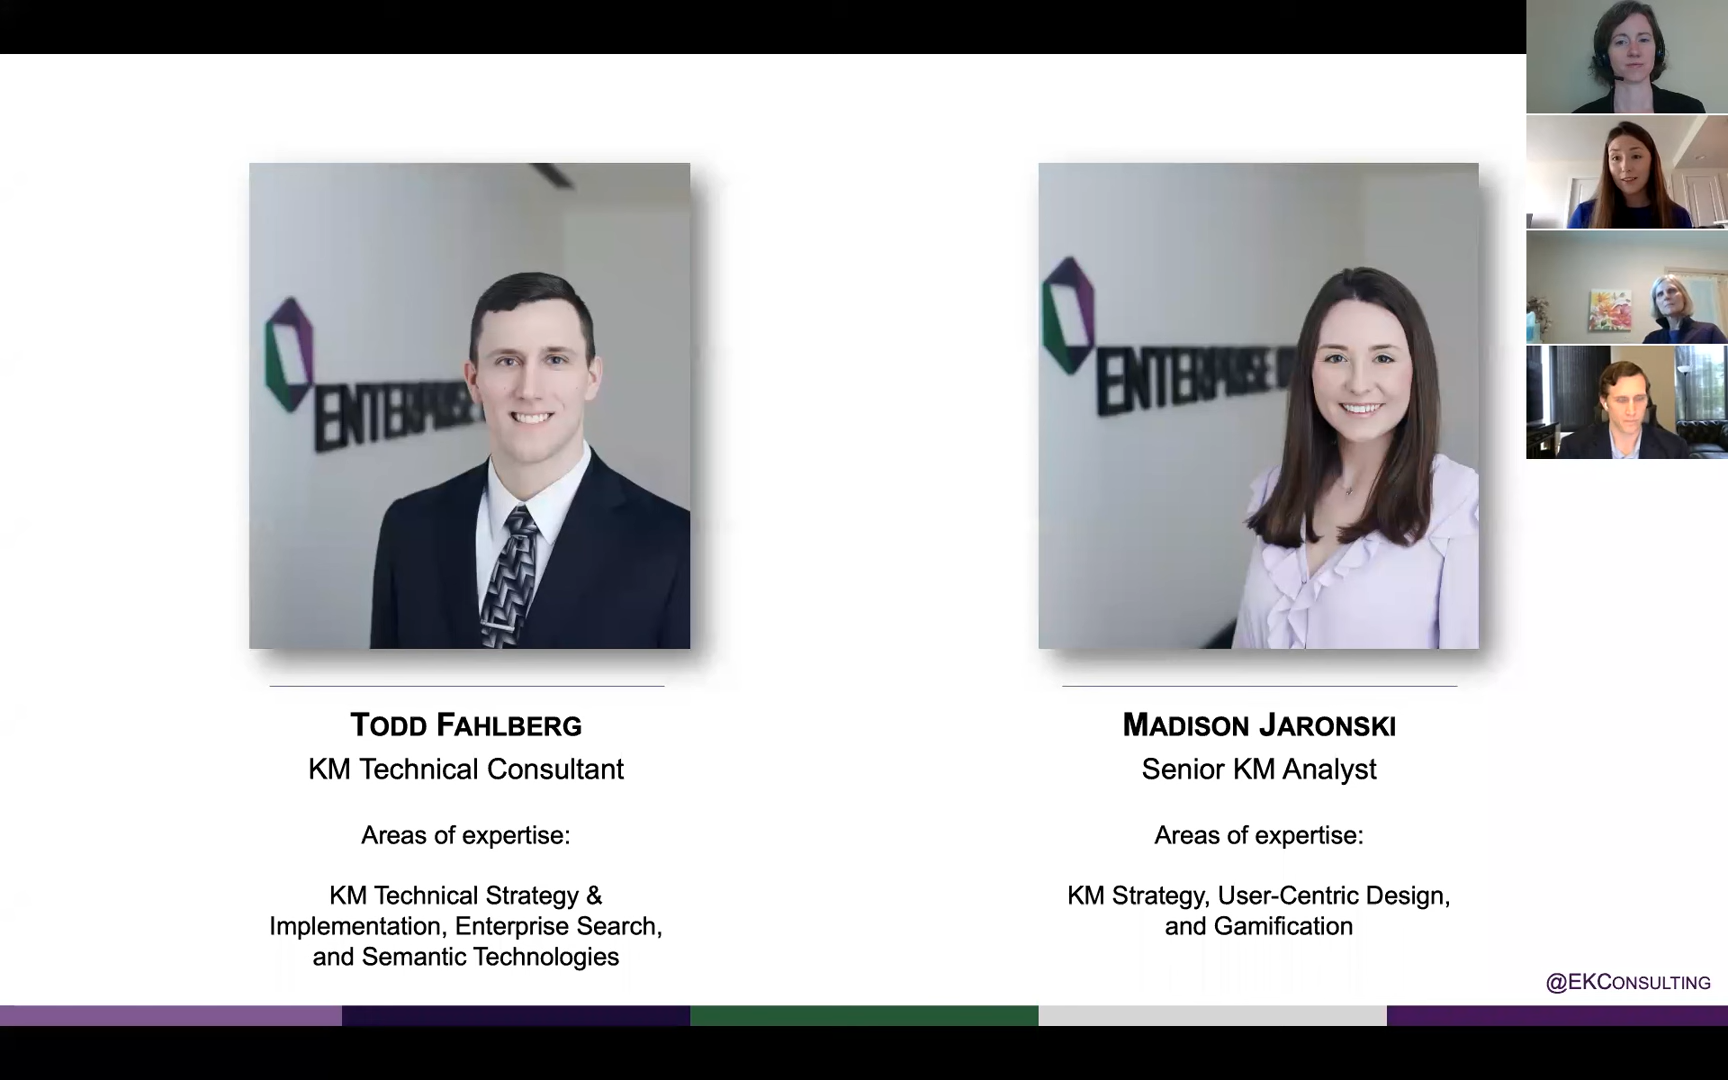 ENTERPRISE
ENTERPRISE
TODD FAHLBERG
KM Technical Consultant
Areas of expertise:
KM Technical Strategy &
Implementation, Enterprise Search,
and Semantic Technologies
MADISON JARONSKI
Senior KM Analyst
Areas of expertise:
KM Strategy, User-Centric Design,
and Gamification
@EKCONSULTING